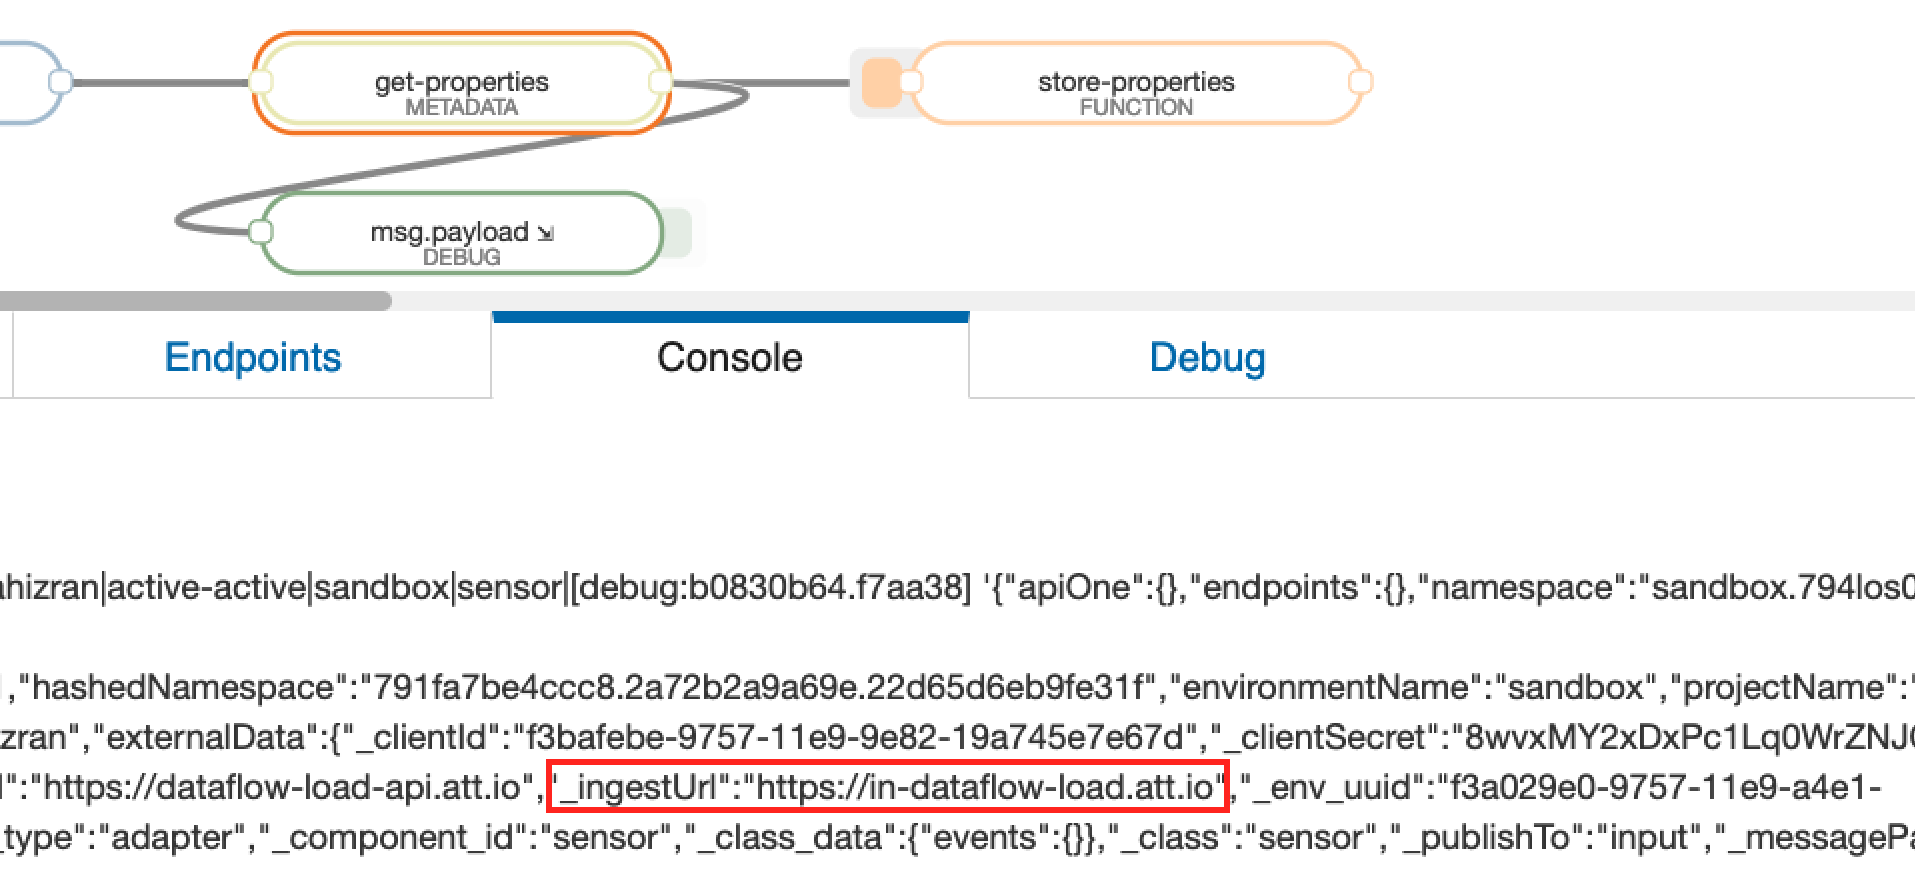 get-properties
METADATA
store-properties
FUNCTION
msg.payload ⇲
DEBUG
Endpoints
Console
Debug
ahizran|active-active|sandbox|sensor|[debug:b0830b64.f7aa38] '{"apiOne":{},"endpoints":{},"namespace":"sandbox.794los0
,"hashedNamespace":"791fa7be4ccc8.2a72b2a9a69e.22d65d6eb9fe31f","environmentName":"sandbox","projectName":"
zran","externalData":{"_clientId":"f3bafebe-9757-11e9-9e82-19a745e7e67d","_clientSecret":"8wvxMY2xDxPc1Lq0WrZNJ
":"https://dataflow-load-api.att.io","_ingestUrl":"https://in-dataflow-load.att.io","_env_uuid":"f3a029e0-9757-11e9-a4e1-
_type":"adapter","_component_id":"sensor","_class_data":{"events":{}},"_class":"sensor","_publishTo":"input","_messagePa